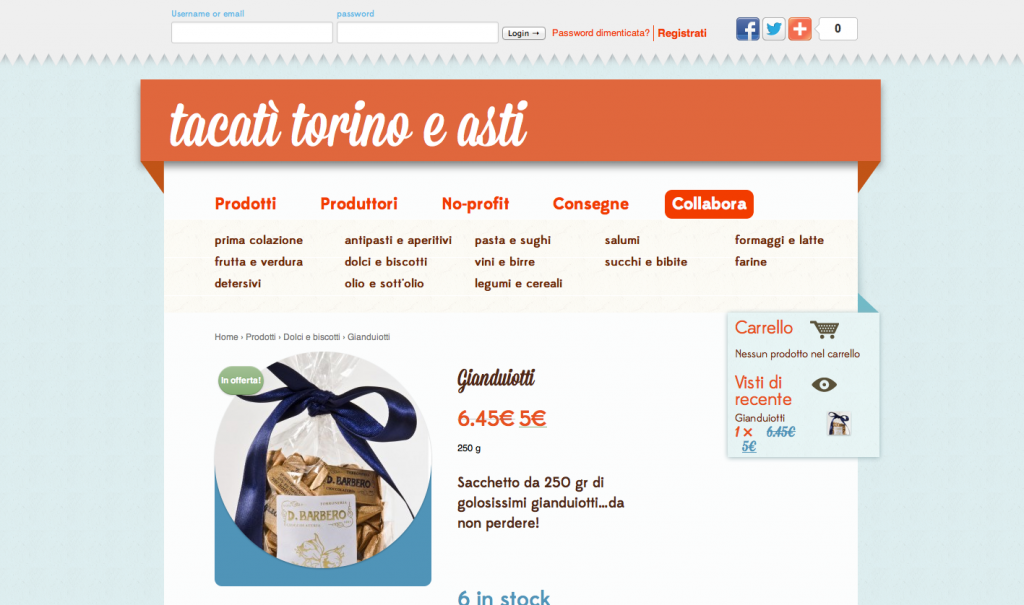 Username or email
password
Login →
Password dimenticata?
Registrati
0
tacatì torino e asti
Prodotti Produttori No-profit Consegne Collabora
prima colazione antipasti e aperitivi pasta e sughi salumi formaggi e latte
frutta e verdura dolci e biscotti vini e birre succhi e bibite farine
detersivi olio e sott'olio legumi e cereali
Carrello
Nessun prodotto nel carrello
Visti di
recente
Gianduiotti
1 × 6.45€
5€
Home › Prodotti › Dolci e biscotti › Gianduiotti
In offerta!
D. BARBERO
D. BARBERO
Gianduiotti
6.45€ 5€
250 g
Sacchetto da 250 gr di
golosissimi gianduiotti...da
non perdere!
6 in stock